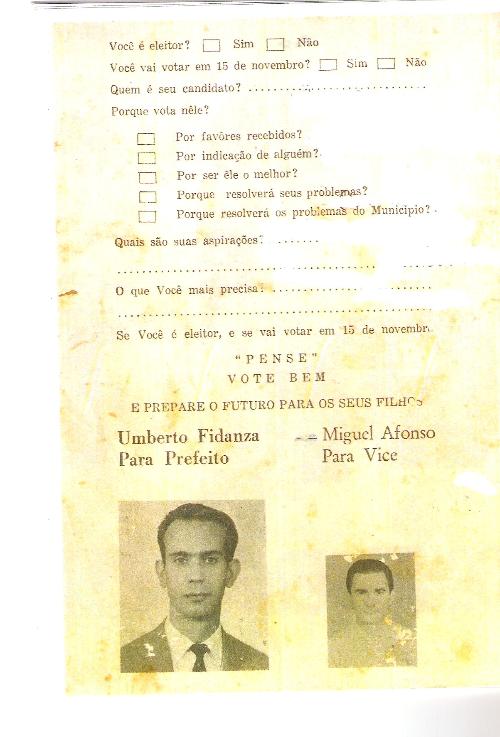 Você é eleitor? Sim Não
Você vai votar em 15 de novembro? Sim Não
Quem é seu candidato? ................................
Porque vota nêle?
Por favôres recebidos?
Por indicação de alguém?
Por ser êle o melhor?
Porque resolverá seus problemas?
Porque resolverá os problemas do Municipio?
Quais são suas aspirações? .......
O que Você mais precisa? .............................
Se Você é eleitor, e se vai votar em 15 de novembr
"PENSE"
VOTE BEM
E PREPARE O FUTURO PARA OS SEUS FILHOS
Umberto Fidanza -- Miguel Afonso
Para Prefeito Para Vice